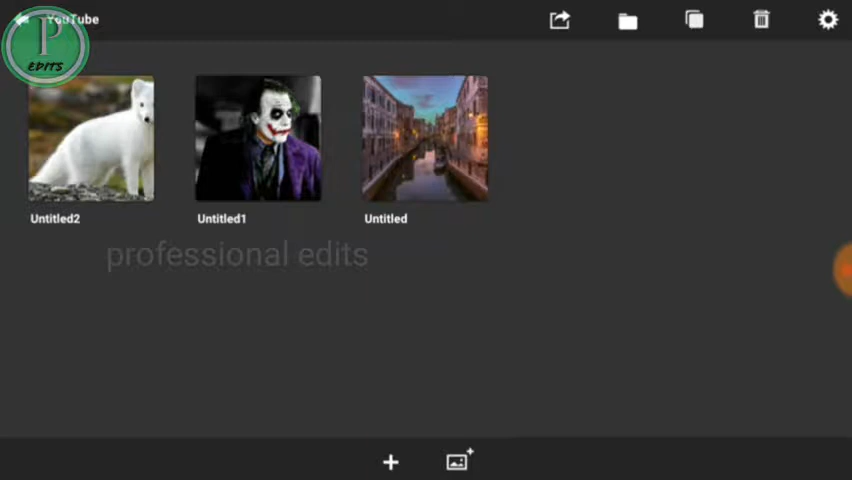 YouTube
P
EDITS
Untitled2
Untitled1
Untitled
professional edits